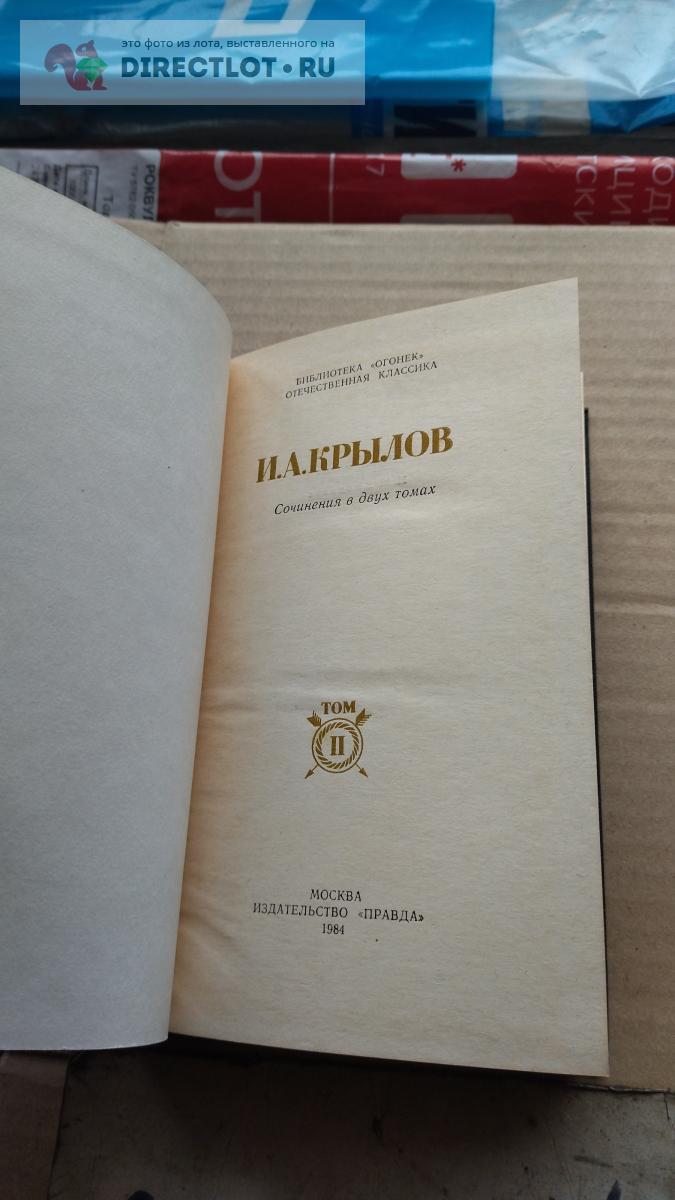 это фото из лота, выставленного на
DIRECTLOT.RU
БИБЛИОТЕКА «ОГОНЕК»
ОТЕЧЕСТВЕННАЯ КЛАССИКА
И.А.КРЫЛОВ
Сочинения в двух томах
ТОМ
II
МОСКВА
ИЗДАТЕЛЬСТВО «ПРАВДА»
1984